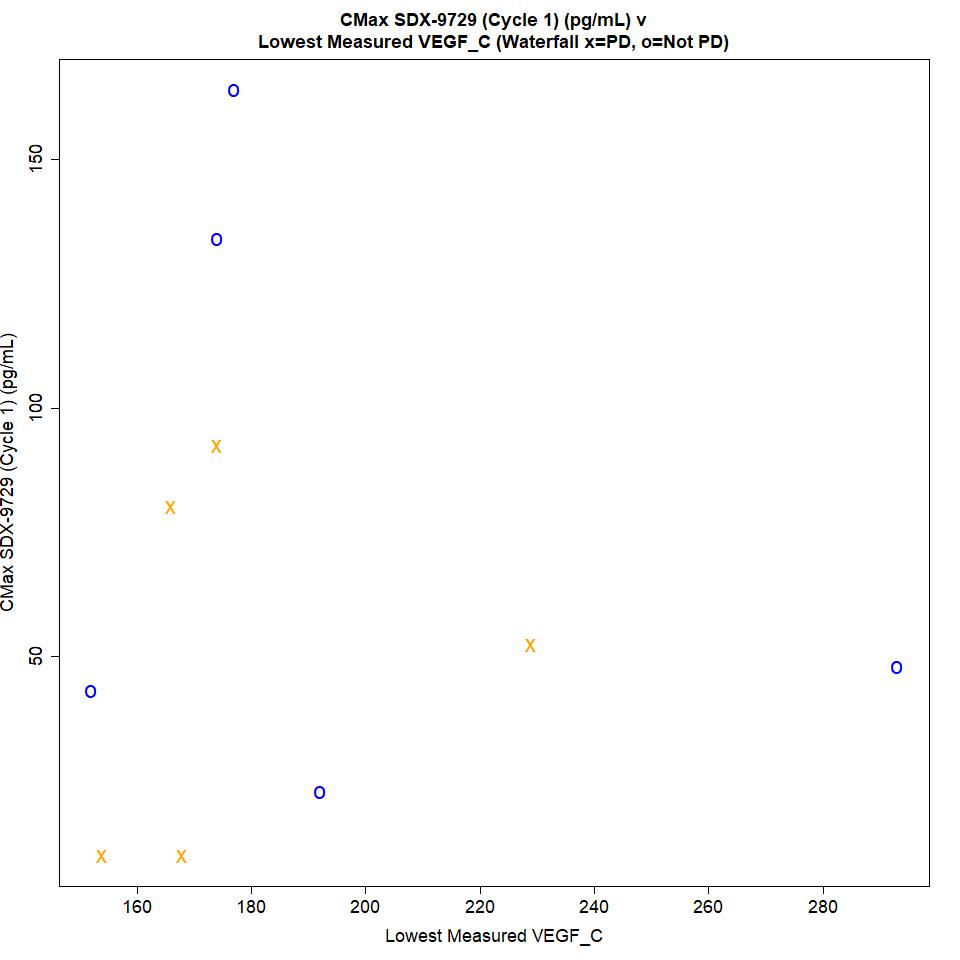 CMax SDX-9729 (Cycle 1) (pg/mL) v
Lowest Measured VEGF_C (Waterfall x=PD, o=Not PD)
CMax SDX-9729 (Cycle 1) (pg/mL)
150
100
50
o
o
x
x
x
o
o
o
x
x
160 180 200 220 240 260 280
Lowest Measured VEGF_C